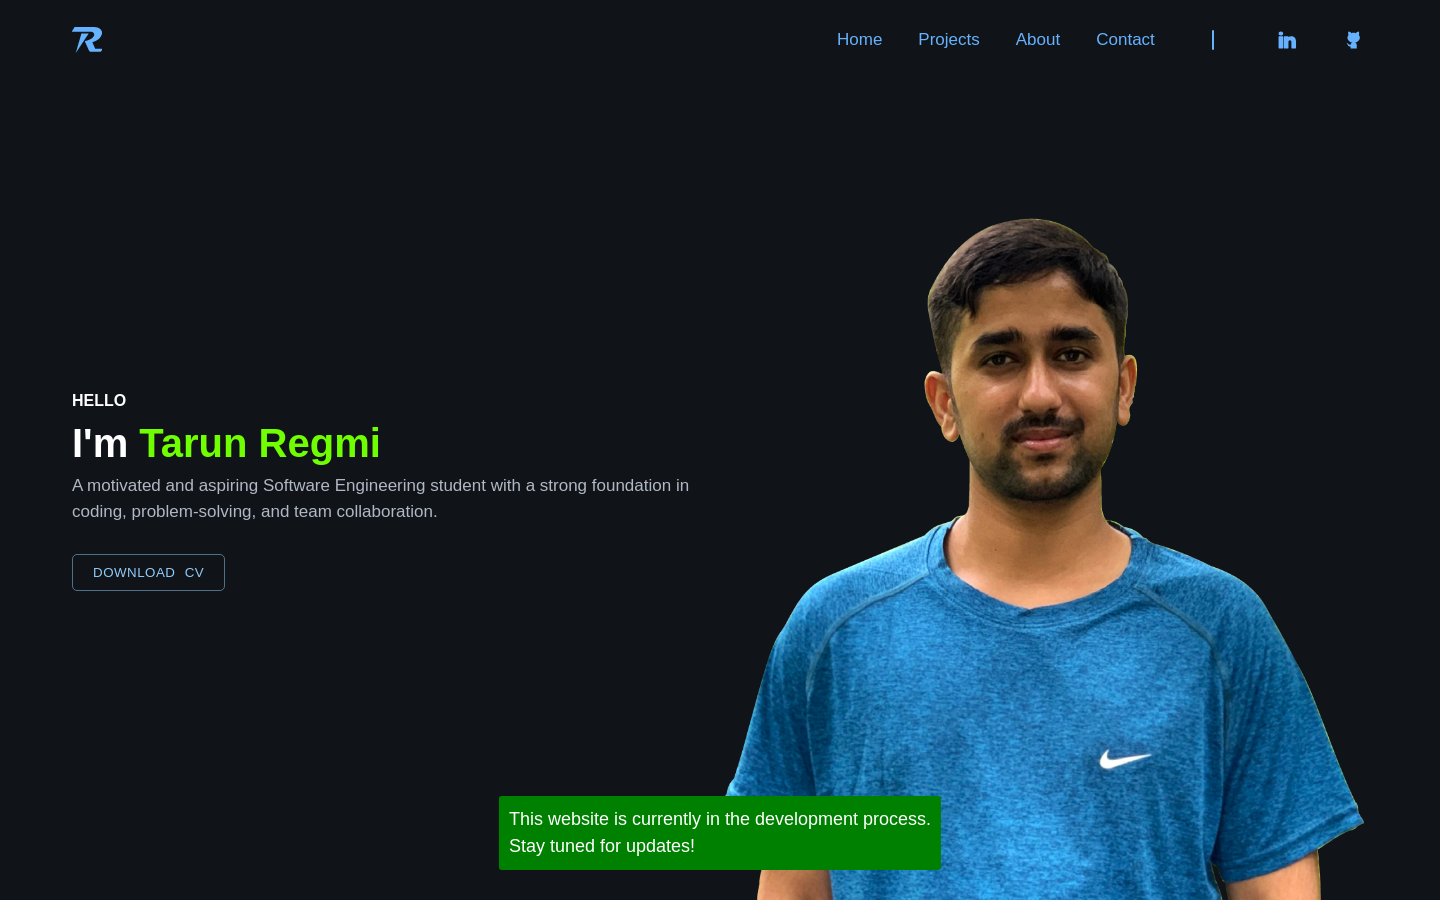 R
Home Projects About Contact
HELLO
I'm Tarun Regmi
A motivated and aspiring Software Engineering student with a strong foundation in
coding, problem-solving, and team collaboration.
DOWNLOAD CV
This website is currently in the development process.
Stay tuned for updates!